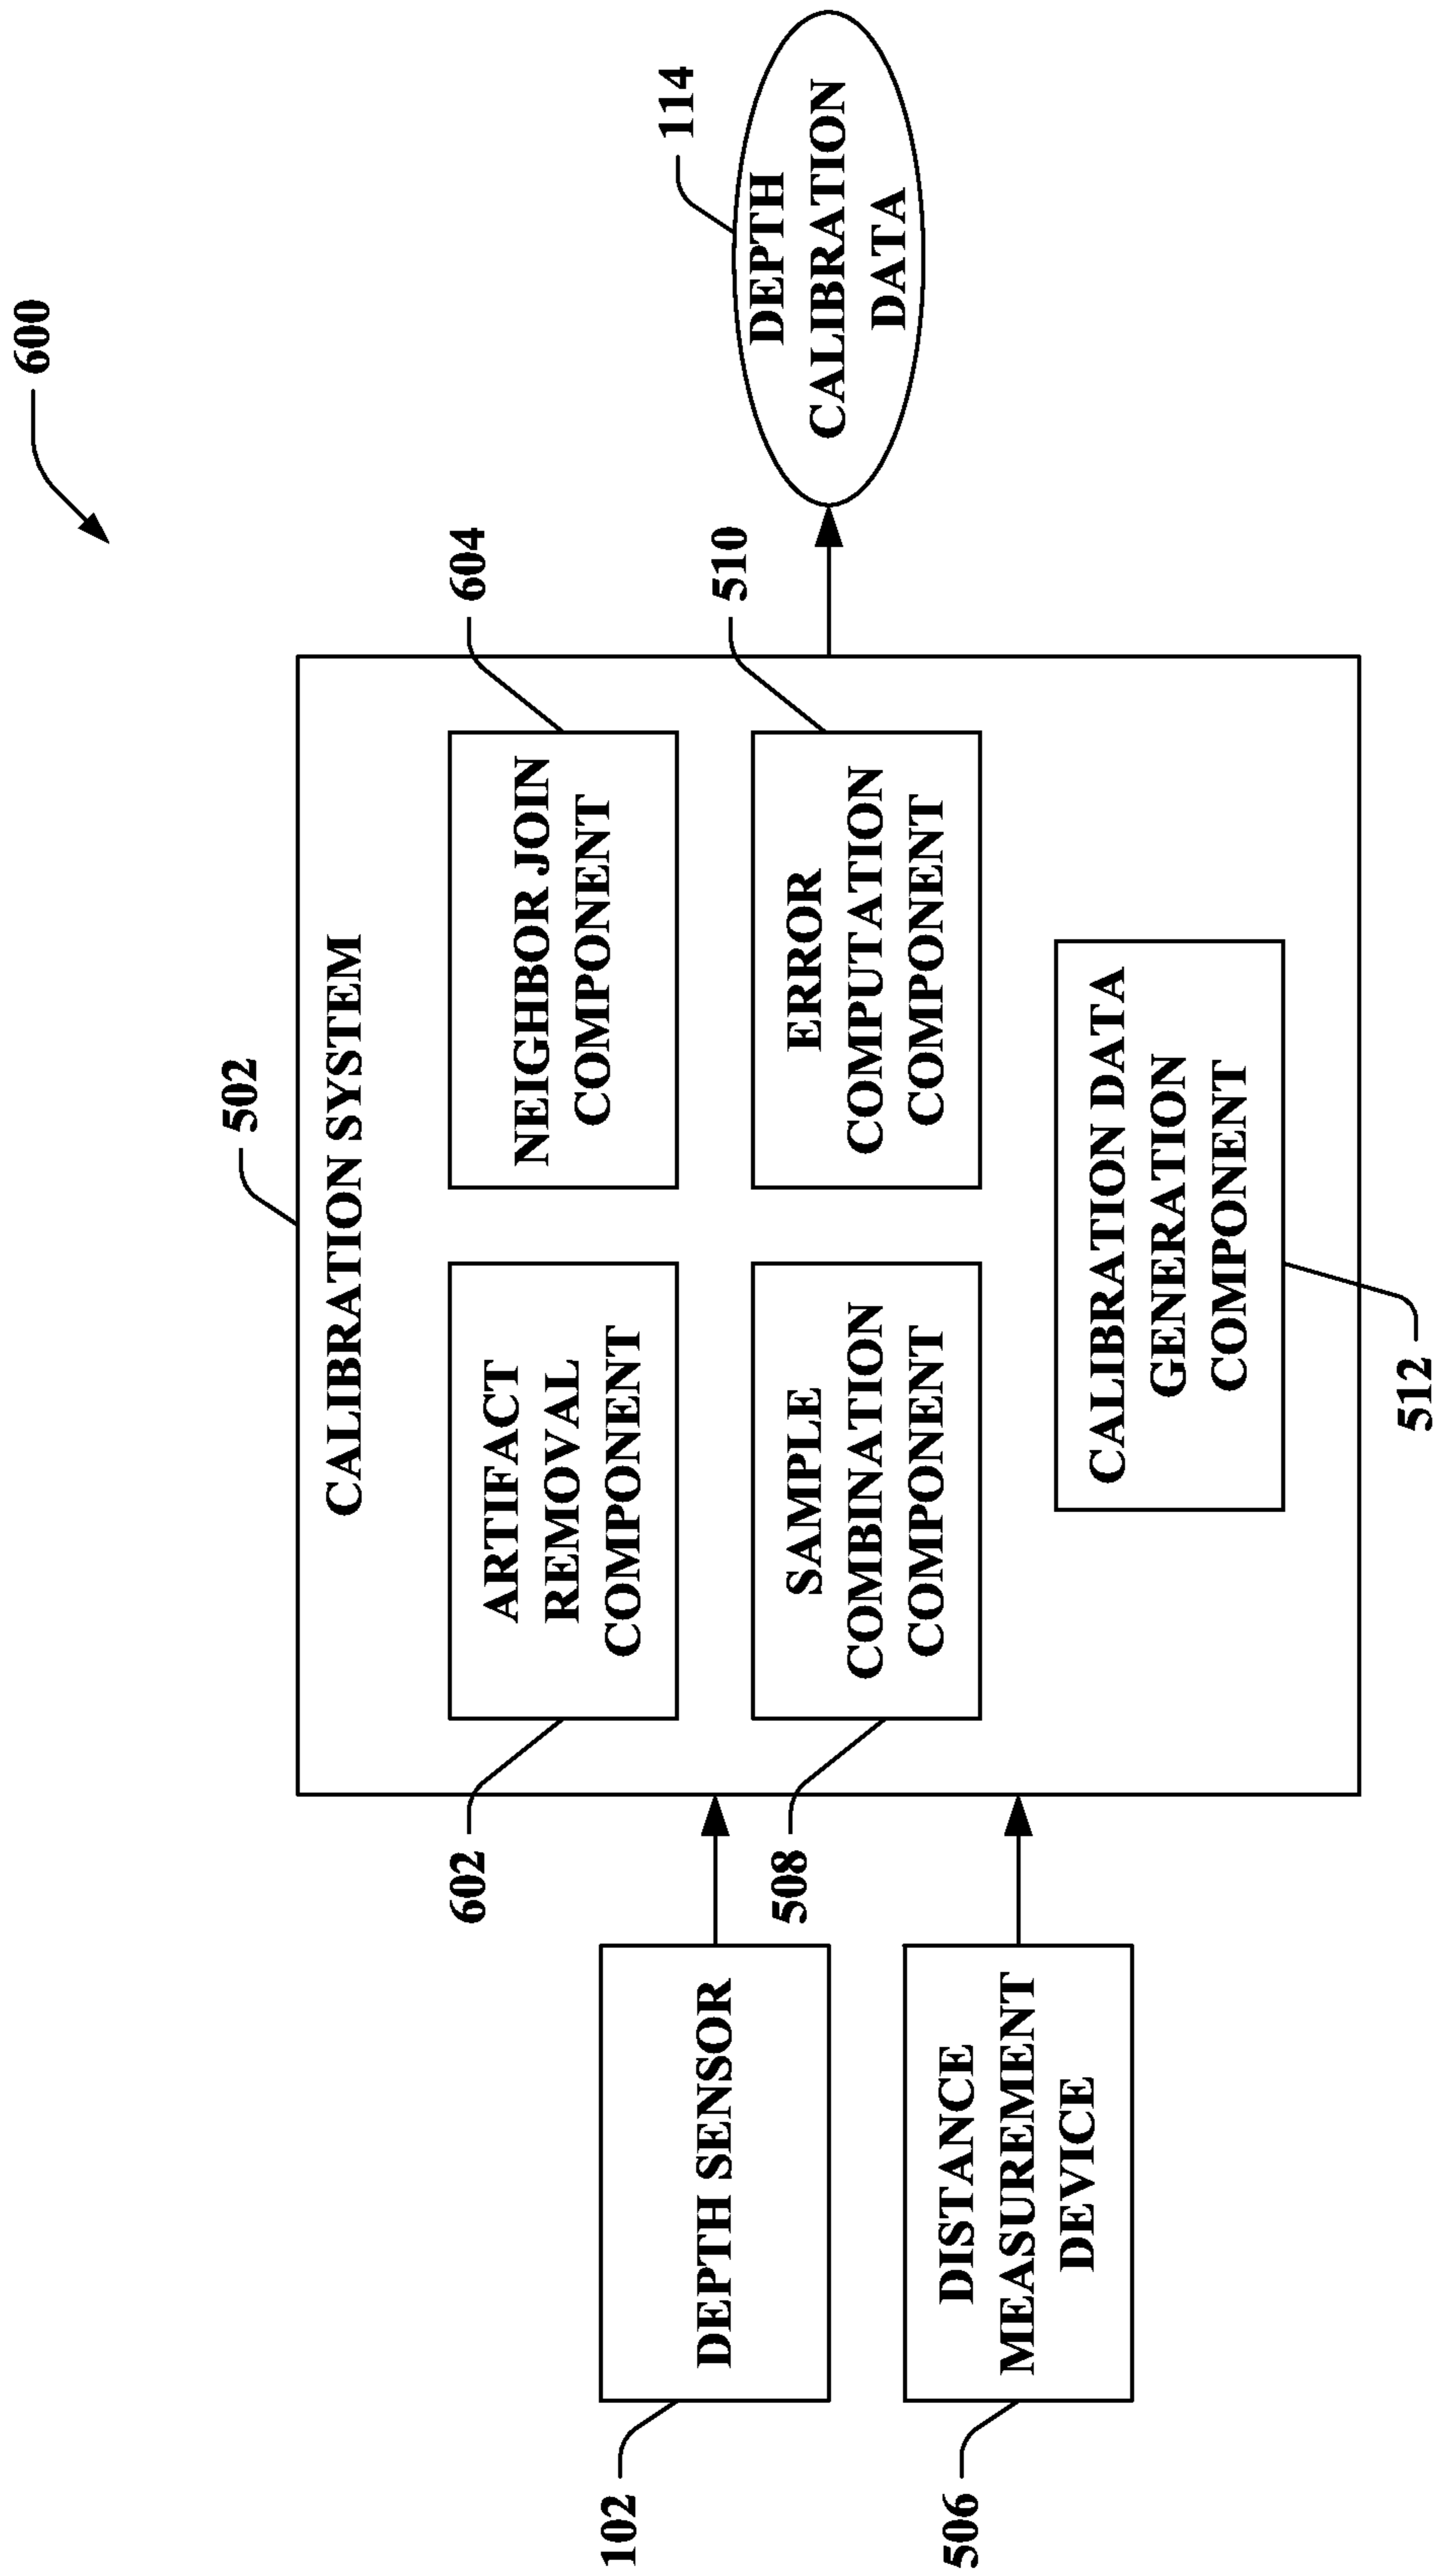 600
502
CALIBRATION SYSTEM
602
ARTIFACT
REMOVAL
COMPONENT
604
NEIGHBOR JOIN
COMPONENT
102
DEPTH SENSOR
508
SAMPLE
COMBINATION
COMPONENT
510
ERROR
COMPUTATION
COMPONENT
114
DEPTH
CALIBRATION
DATA
506
DISTANCE
MEASUREMENT
DEVICE
CALIBRATION DATA
GENERATION
COMPONENT
512